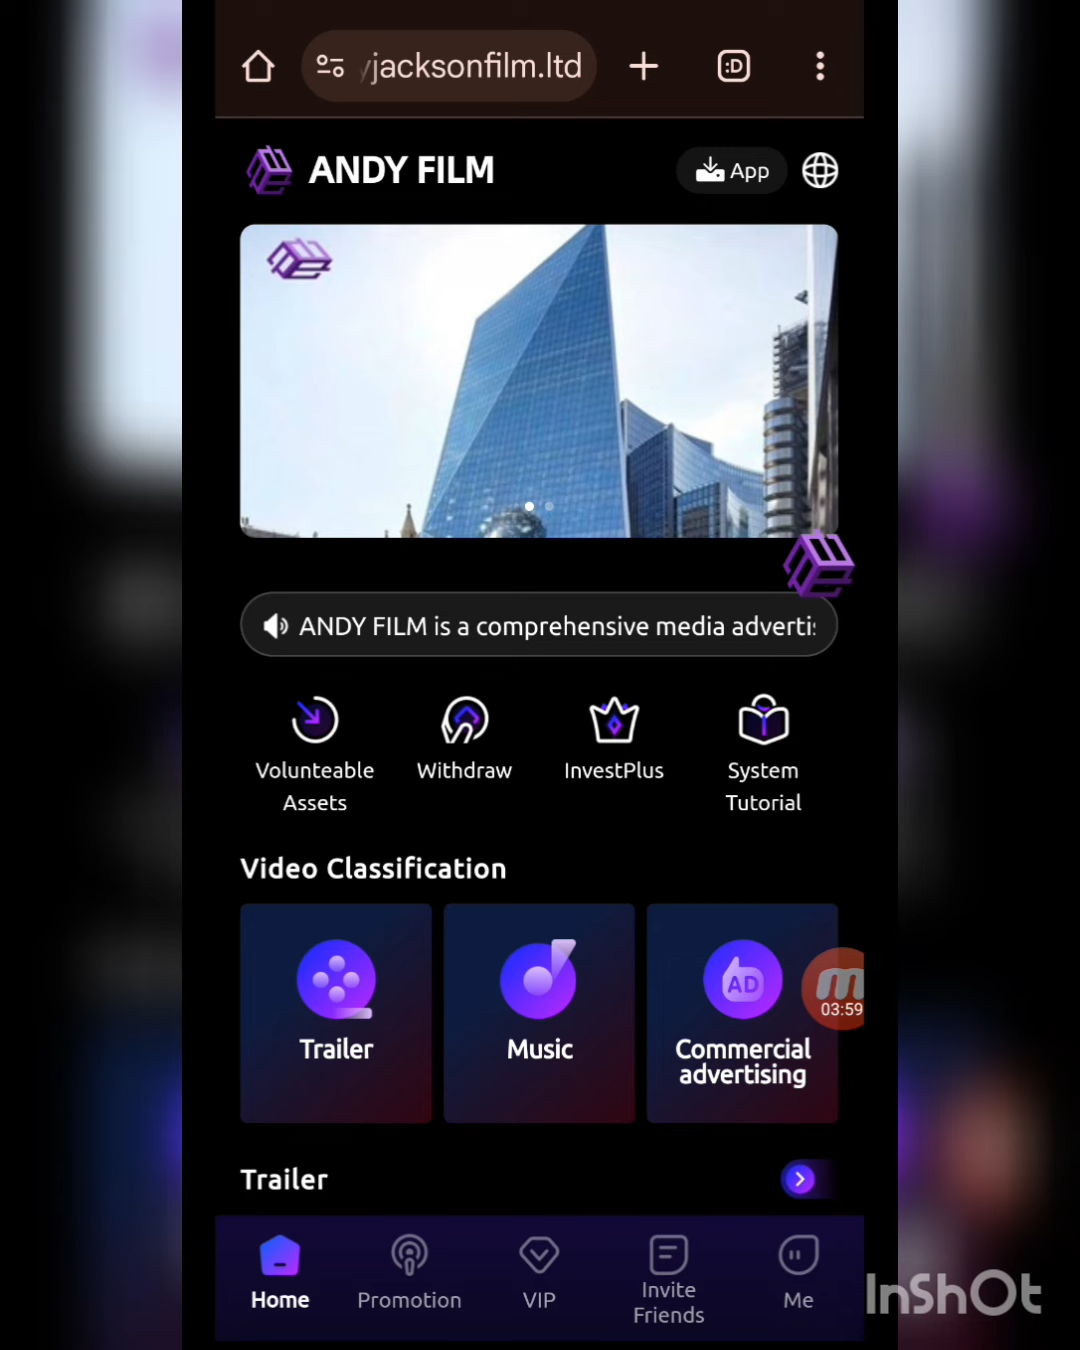 jacksonfilm.ltd
:D
ANDY FILM
App
ANDY FILM is a comprehensive media adverti
Volunteable
Assets
Withdraw
InvestPlus
System
Tutorial
Video Classification
Trailer
Music
AD
Commercial
advertising
03:59
Trailer
Home
Promotion
VIP
Invite
Friends
Me
InShOt